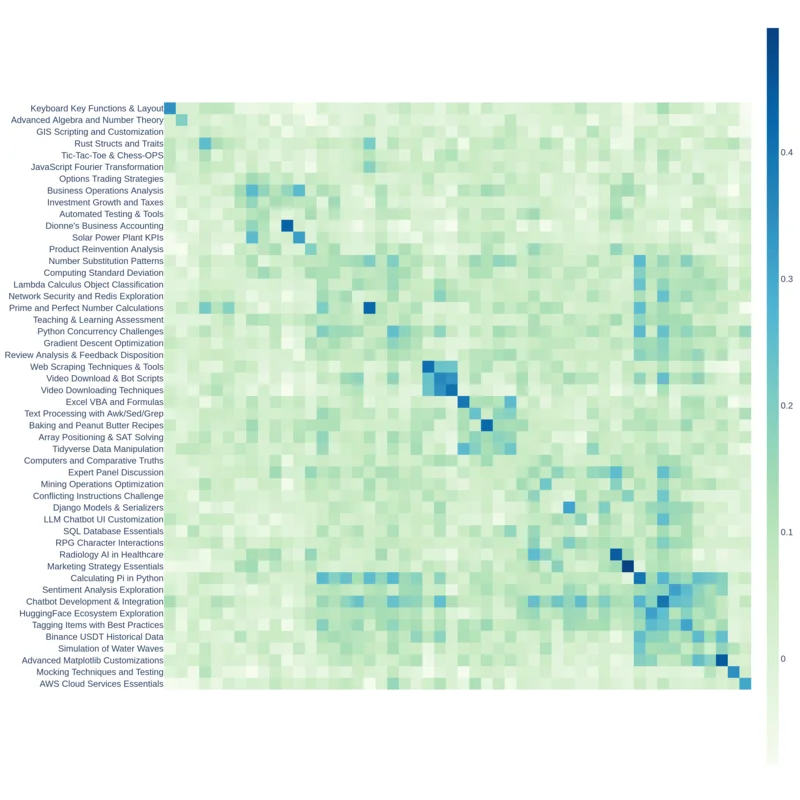 Keyboard Key Functions & Layout
Advanced Algebra and Number Theory
GIS Scripting and Customization
Rust Structs and Traits
Tic-Tac-Toe & Chess-OPS
JavaScript Fourier Transformation
Options Trading Strategies
Business Operations Analysis
Investment Growth and Taxes
Automated Testing & Tools
Dionne's Business Accounting
Solar Power Plant KPIs
Product Reinvention Analysis
Number Substitution Patterns
Computing Standard Deviation
Lambda Calculus Object Classification
Network Security and Redis Exploration
Prime and Perfect Number Calculations
Teaching & Learning Assessment
Python Concurrency Challenges
Gradient Descent Optimization
Review Analysis & Feedback Disposition
Web Scraping Techniques & Tools
Video Download & Bot Scripts
Video Downloading Techniques
Excel VBA and Formulas
Text Processing with Awk/Sed/Grep
Baking and Peanut Butter Recipes
Array Positioning & SAT Solving
Tidyverse Data Manipulation
Computers and Comparative Truths
Expert Panel Discussion
Mining Operations Optimization
Conflicting Instructions Challenge
Django Models & Serializers
LLM Chatbot UI Customization
SQL Database Essentials
RPG Character Interactions
Radiology AI in Healthcare
Marketing Strategy Essentials
Calculating Pi in Python
Sentiment Analysis Exploration
Chatbot Development & Integration
HuggingFace Ecosystem Exploration
Tagging Items with Best Practices
Binance USDT Historical Data
Simulation of Water Waves
Advanced Matplotlib Customizations
Mocking Techniques and Testing
AWS Cloud Services Essentials
0.4
0.3
0.2
0.1
0